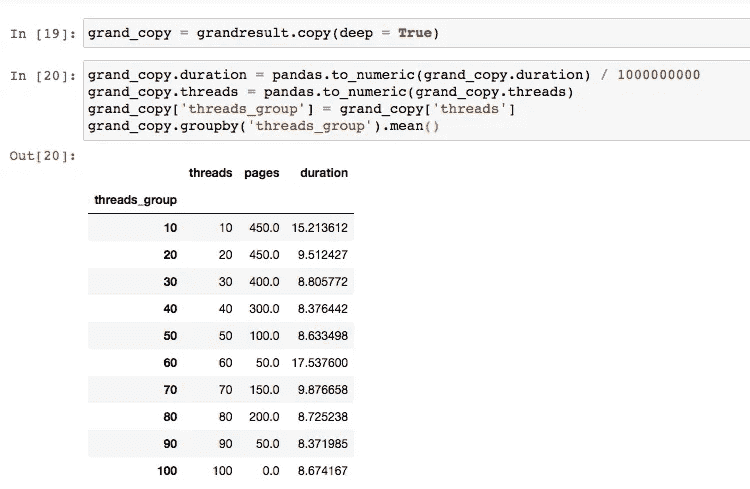 In [19]: grand_copy = grandresult.copy(deep = True)
In [20]: grand_copy.duration = pandas.to_numeric(grand_copy.duration) / 1000000000
grand_copy.threads = pandas.to_numeric(grand_copy.threads)
grand_copy['threads_group'] = grand_copy['threads']
grand_copy.groupby('threads_group').mean()
Out[20]:
threads pages duration
threads_group
10 10 450.0 15.213612
20 20 450.0 9.512427
30 30 400.0 8.805772
40 40 300.0 8.376442
50 50 100.0 8.633498
60 60 50.0 17.537600
70 70 150.0 9.876658
80 80 200.0 8.725238
90 90 50.0 8.371985
100 100 0.0 8.674167